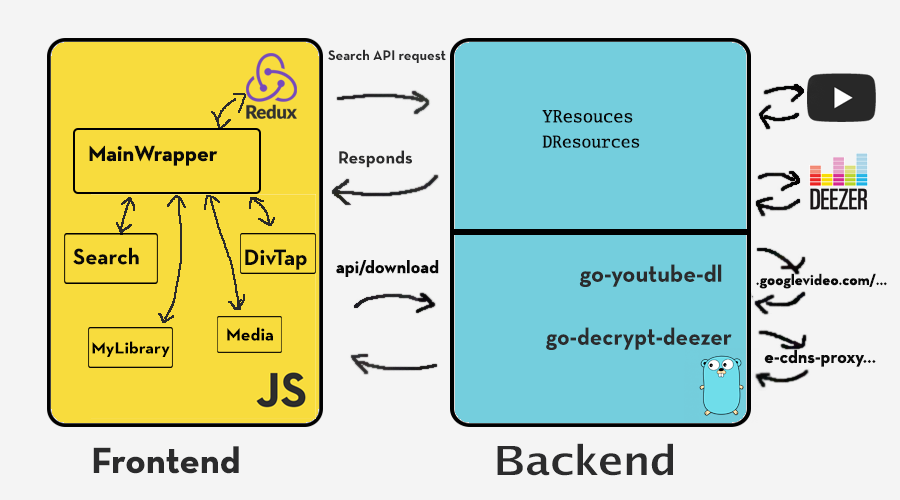 Redux
MainWrapper
Search
DivTap
MyLibrary
Media
JS
Frontend
Search API request
Responds
api/download
YResouces
DResources
go-youtube-dl
go-decrypt-deezer
Backend
DEEZER
.googlevideo.com/...
e-cdns-proxy...